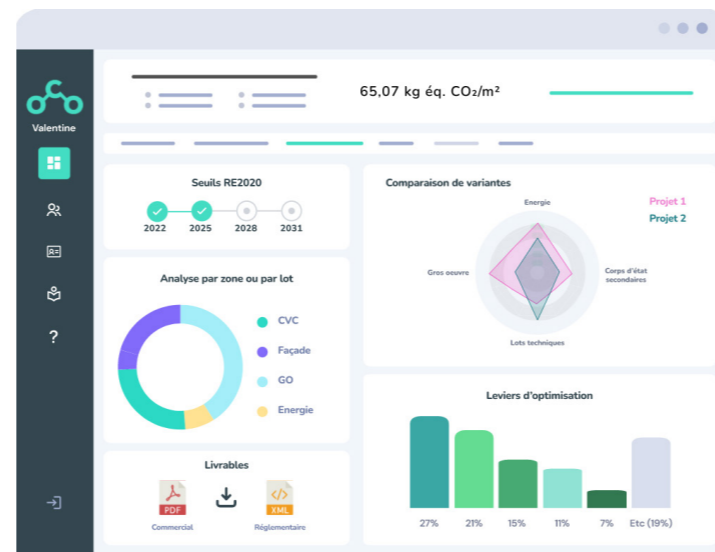 Valentine
?
65,07 kg éq. CO₂/m²
Seuils RE2020
2022 2025 2028 2031
Analyse par zone ou par lot
CVC
Façade
GO
Energie
Livrables
PDF
XML
Commercial
Réglementaire
Comparaison de variantes
Projet 1
Projet 2
Energie
Gros oeuvre
Corps d'état
secondaires
Lots techniques
Leviers d'optimisation
27% 21% 15% 11% 7% Etc (19%)